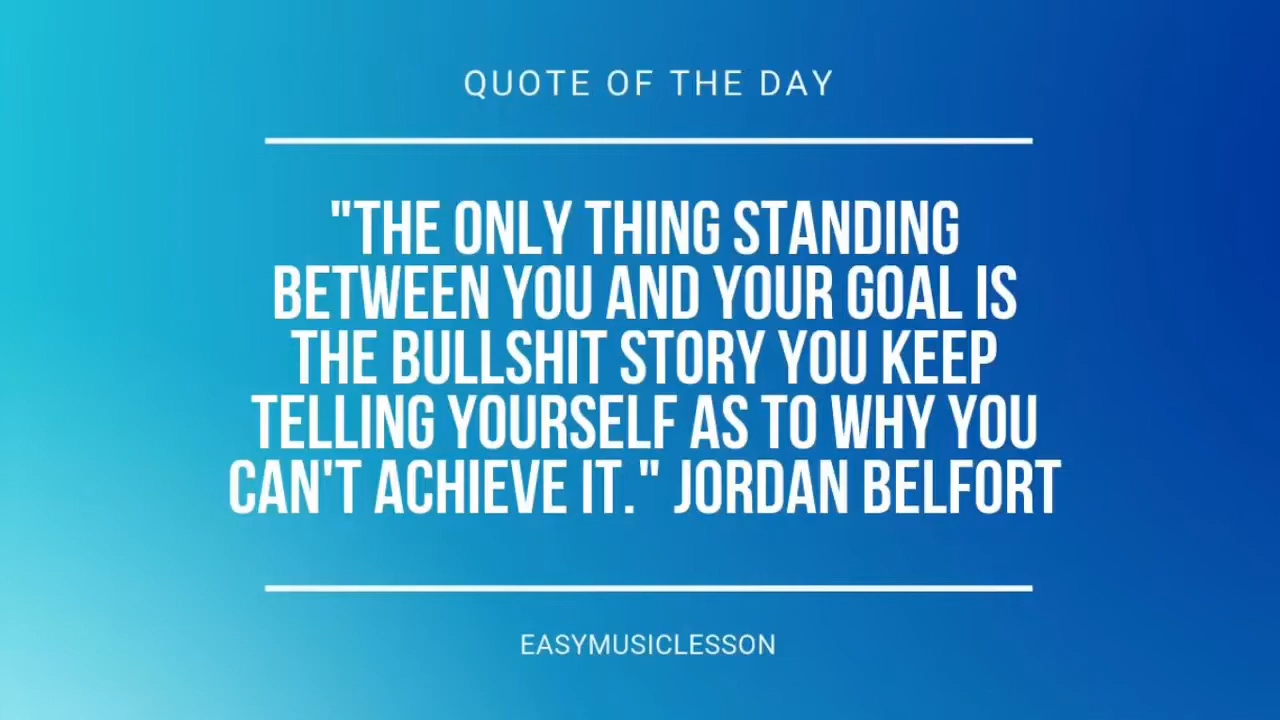 QUOTE OF THE DAY
"THE ONLY THING STANDING
BETWEEN YOU AND YOUR GOAL IS
THE BULLSHIT STORY YOU KEEP
TELLING YOURSELF AS TO WHY YOU
CAN'T ACHIEVE IT." JORDAN BELFORT
EASYMUSICLESSON